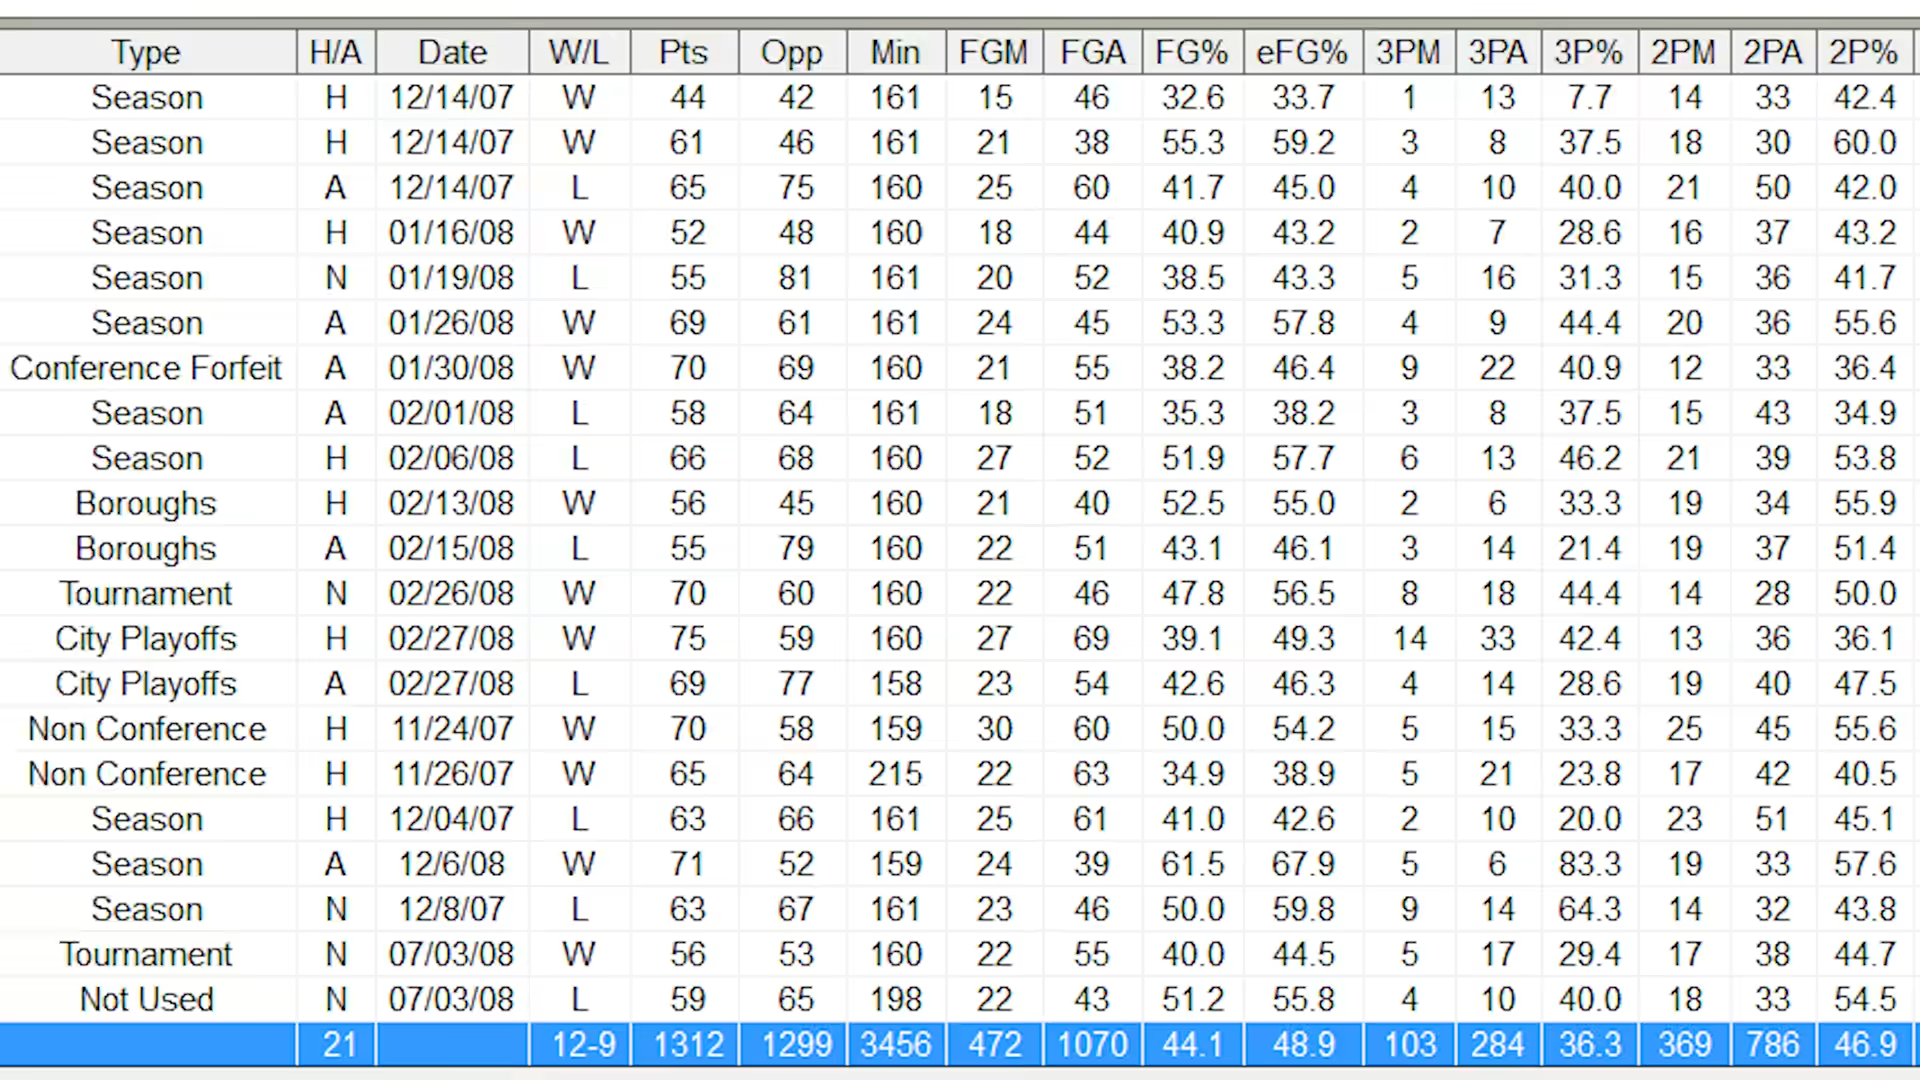 Type H/A Date W/L Pts Opp Min FGM FGA FG% eFG% 3PM 3PA 3P% 2PM 2PA 2P%
Season H 12/14/07 W 44 42 161 15 46 32.6 33.7 1 13 7.7 14 33 42.4
Season H 12/14/07 W 61 46 161 21 38 55.3 59.2 3 8 37.5 18 30 60.0
Season A 12/14/07 L 65 75 160 25 60 41.7 45.0 4 10 40.0 21 50 42.0
Season H 01/16/08 W 52 48 160 18 44 40.9 43.2 2 7 28.6 16 37 43.2
Season N 01/19/08 L 55 81 161 20 52 38.5 43.3 5 16 31.3 15 36 41.7
Season A 01/26/08 W 69 61 161 24 45 53.3 57.8 4 9 44.4 20 36 55.6
Conference Forfeit A 01/30/08 W 70 69 160 21 55 38.2 46.4 9 22 40.9 12 33 36.4
Season A 02/01/08 L 58 64 161 18 51 35.3 38.2 3 8 37.5 15 43 34.9
Season H 02/06/08 L 66 68 160 27 52 51.9 57.7 6 13 46.2 21 39 53.8
Boroughs H 02/13/08 W 56 45 160 21 40 52.5 55.0 2 6 33.3 19 34 55.9
Boroughs A 02/15/08 L 55 79 160 22 51 43.1 46.1 3 14 21.4 19 37 51.4
Tournament N 02/26/08 W 70 60 160 22 46 47.8 56.5 8 18 44.4 14 28 50.0
City Playoffs H 02/27/08 W 75 59 160 27 69 39.1 49.3 14 33 42.4 13 36 36.1
City Playoffs A 02/27/08 L 69 77 158 23 54 42.6 46.3 4 14 28.6 19 40 47.5
Non Conference H 11/24/07 W 70 58 159 30 60 50.0 54.2 5 15 33.3 25 45 55.6
Non Conference H 11/26/07 W 65 64 215 22 63 34.9 38.9 5 21 23.8 17 42 40.5
Season H 12/04/07 L 63 66 161 25 61 41.0 42.6 2 10 20.0 23 51 45.1
Season A 12/6/08 W 71 52 159 24 39 61.5 67.9 5 6 83.3 19 33 57.6
Season N 12/8/07 L 63 67 161 23 46 50.0 59.8 9 14 64.3 14 32 43.8
Tournament N 07/03/08 W 56 53 160 22 55 40.0 44.5 5 17 29.4 17 38 44.7
Not Used N 07/03/08 L 59 65 198 22 43 51.2 55.8 4 10 40.0 18 33 54.5
21 12-9 1312 1299 3456 472 1070 44.1 48.9 103 284 36.3 369 786 46.9